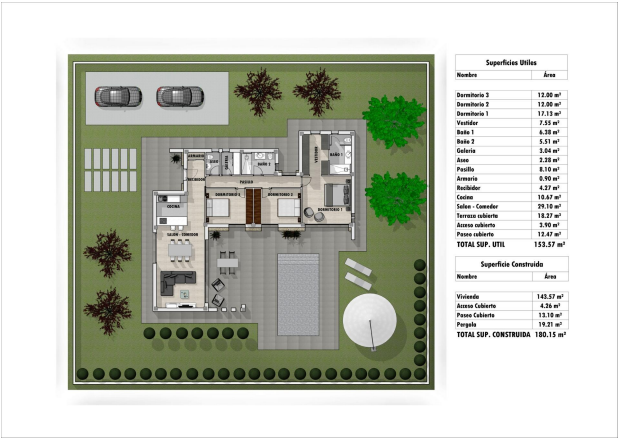 Superficies Utiles
Nombre Área
Dormitorio 3 12.00 m²
Dormitorio 2 12.00 m²
Dormitorio 1 17.13 m²
Vestidor 7.55 m²
Baño 1 6.38 m²
Baño 2 5.51 m²
Galeria 3.04 m²
Aseo 2.28 m²
Pasillo 8.10 m²
Armario 0.90 m²
Recibidor 4.27 m²
Cocina 10.67 m²
Salon - Comedor 29.10 m²
Terraza cubierta 18.27 m²
Acceso cubierto 3.90 m²
Paseo cubierto 12.47 m²
TOTAL SUP. UTIL 153.57 m²
Superficie Construida
Nombre Área
Vivienda 143.57 m²
Acceso Cubierto 4.26 m²
Paseo Cubierto 13.10 m²
Pergola 19.21 m²
TOTAL SUP. CONSTRUIDA 180.15 m²
ARMARIO
RECIBIDOR
ASEO
GALERIA
BAÑO 2
VESTIDOR
BAÑO 1
PASILLO
DORMITORIO 3
DORMITORIO 2
DORMITORIO 1
COCINA
SALON - COMEDOR